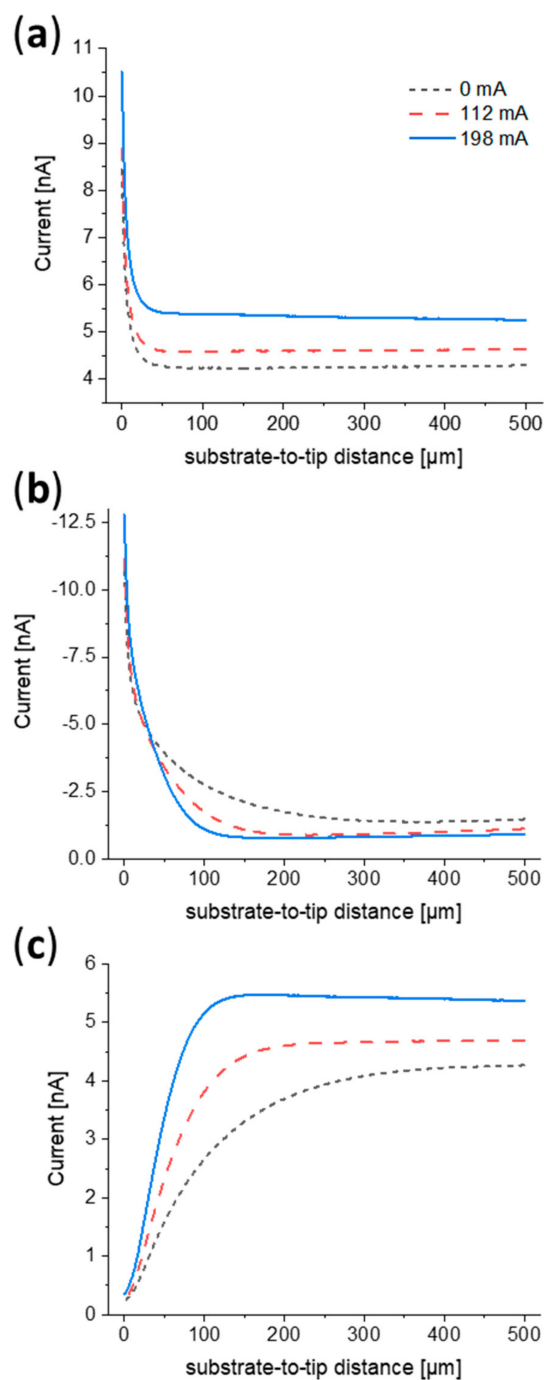 (a)
11
10
9
8
7
6
5
4
Current [nA]
0 mA
112 mA
198 mA
0 100 200 300 400 500
substrate-to-tip distance [µm]
(b)
-12.5
-10.0
-7.5
-5.0
-2.5
0.0
Current [nA]
0 100 200 300 400 500
substrate-to-tip distance [µm]
(c)
6
5
4
3
2
1
0
Current [nA]
0 100 200 300 400 500
substrate-to-tip distance [µm]